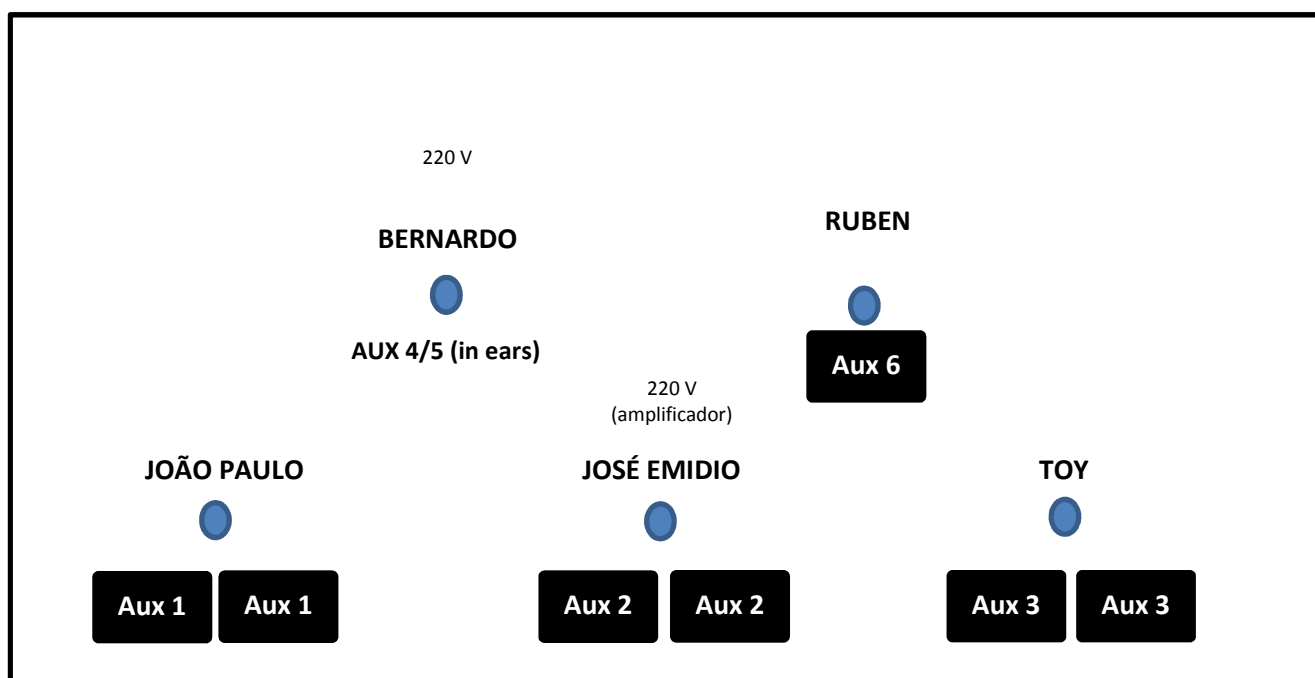 220 V
RUBEN
BERNARDO
AUX 4/5 (in ears)
Aux 6
220 V
(amplificador)
JOÃO PAULO
JOSÉ EMIDIO
TOY
Aux 1
Aux 1
Aux 2
Aux 2
Aux 3
Aux 3